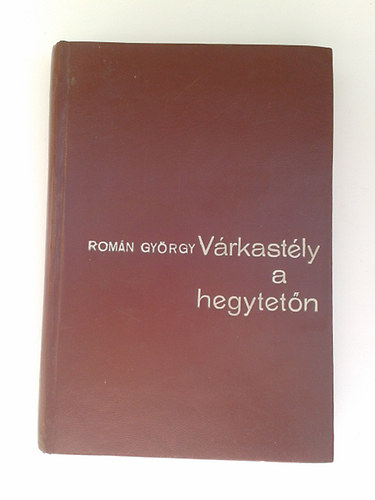 ROMÁN GYÖRGY Várkastély
a
hegytetőn